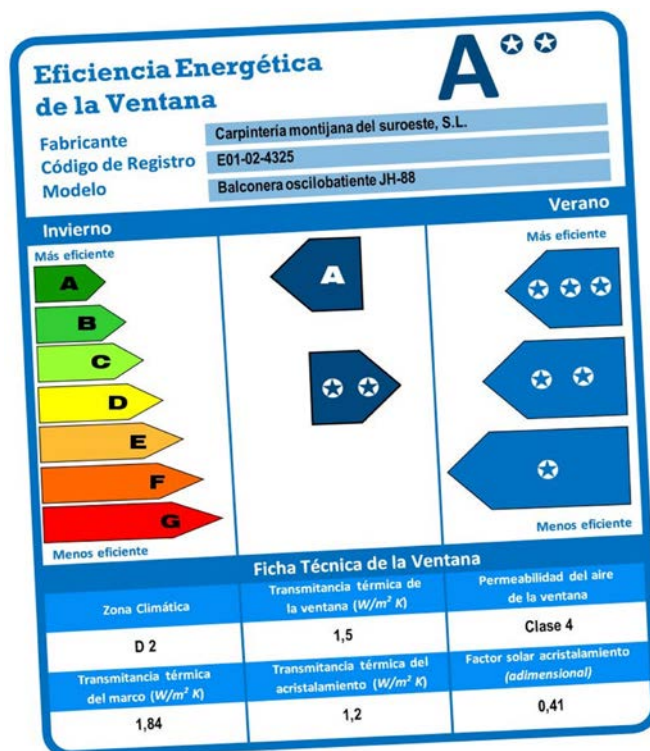 Eficiencia Energética
de la Ventana
A✪✪
Fabricante Carpintería montijana del suroeste, S.L.
Código de Registro E01-02-4325
Modelo Balconera oscilobatiente JH-88
Invierno
Verano
Más eficiente
Más eficiente
A
B
C
D
E
F
G
A
✪ ✪
✪ ✪ ✪
✪ ✪
✪
Menos eficiente
Menos eficiente
Ficha Técnica de la Ventana
Zona Climática
Transmitancia térmica de
la ventana (W/m² K)
Permeabilidad del aire
de la ventana
D 2
1,5
Clase 4
Transmitancia térmica
del marco (W/m² K)
Transmitancia térmica del
acristalamiento (W/m² K)
Factor solar acristalamiento
(adimensional)
1,84
1,2
0,41